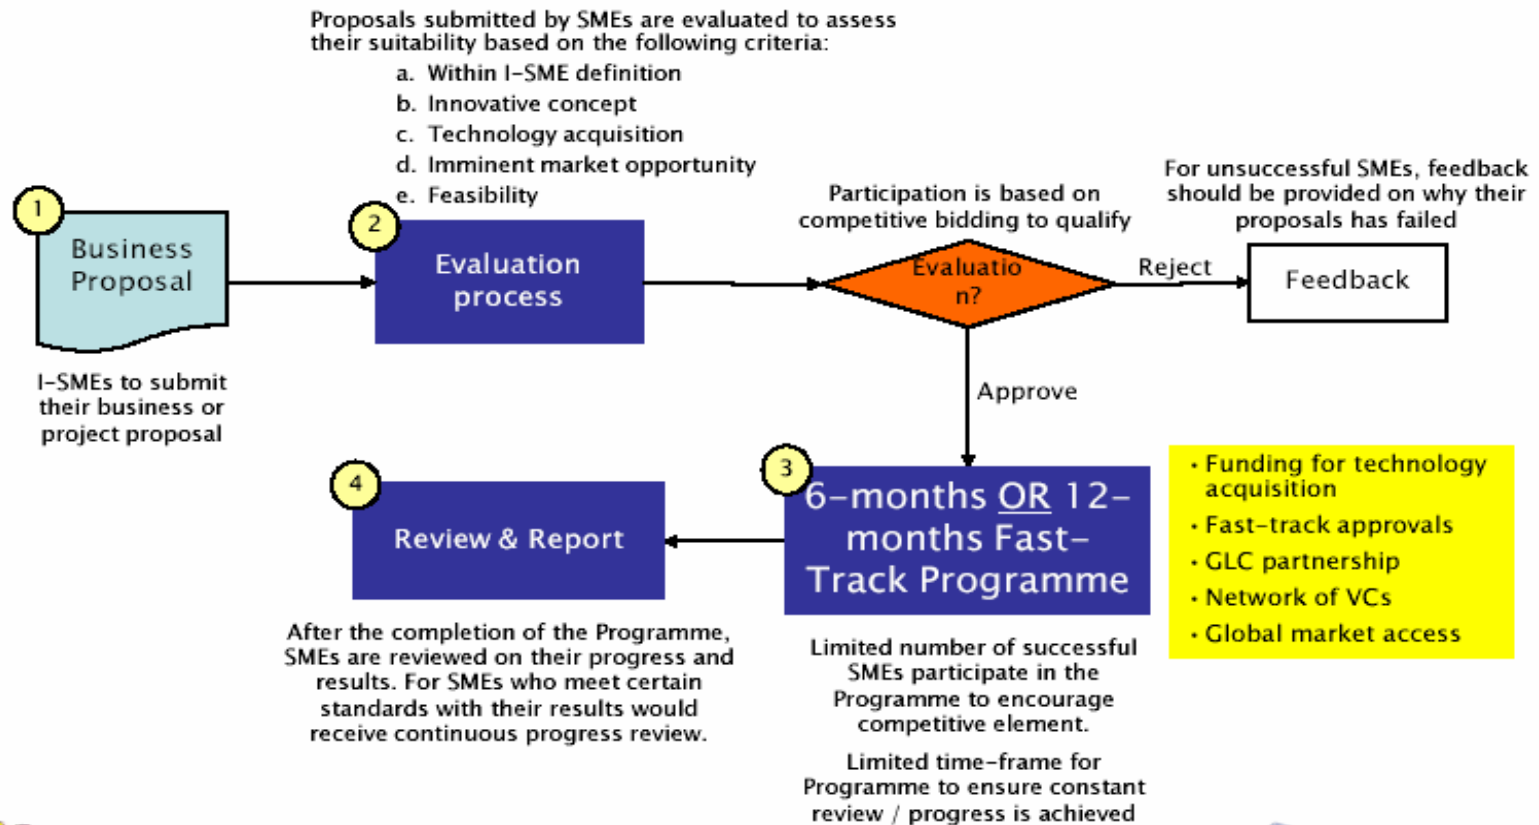 Proposals submitted by SMEs are evaluated to assess
their suitability based on the following criteria:
a. Within I-SME definition
b. Innovative concept
c. Technology acquisition
d. Imminent market opportunity
e. Feasibility
1
Business
Proposal
I-SMEs to submit
their business or
project proposal
2
Evaluation
process
Participation is based on
competitive bidding to qualify
Evaluatio
n?
Reject
For unsuccessful SMEs, feedback
should be provided on why their
proposals has failed
Feedback
Approve
3
6-months OR 12-
months Fast-
Track Programme
Limited number of successful
SMEs participate in the
Programme to encourage
competitive element.
Limited time-frame for
Programme to ensure constant
review / progress is achieved
• Funding for technology
acquisition
• Fast-track approvals
• GLC partnership
• Network of VCs
• Global market access
4
Review & Report
After the completion of the Programme,
SMEs are reviewed on their progress and
results. For SMEs who meet certain
standards with their results would
receive continuous progress review.